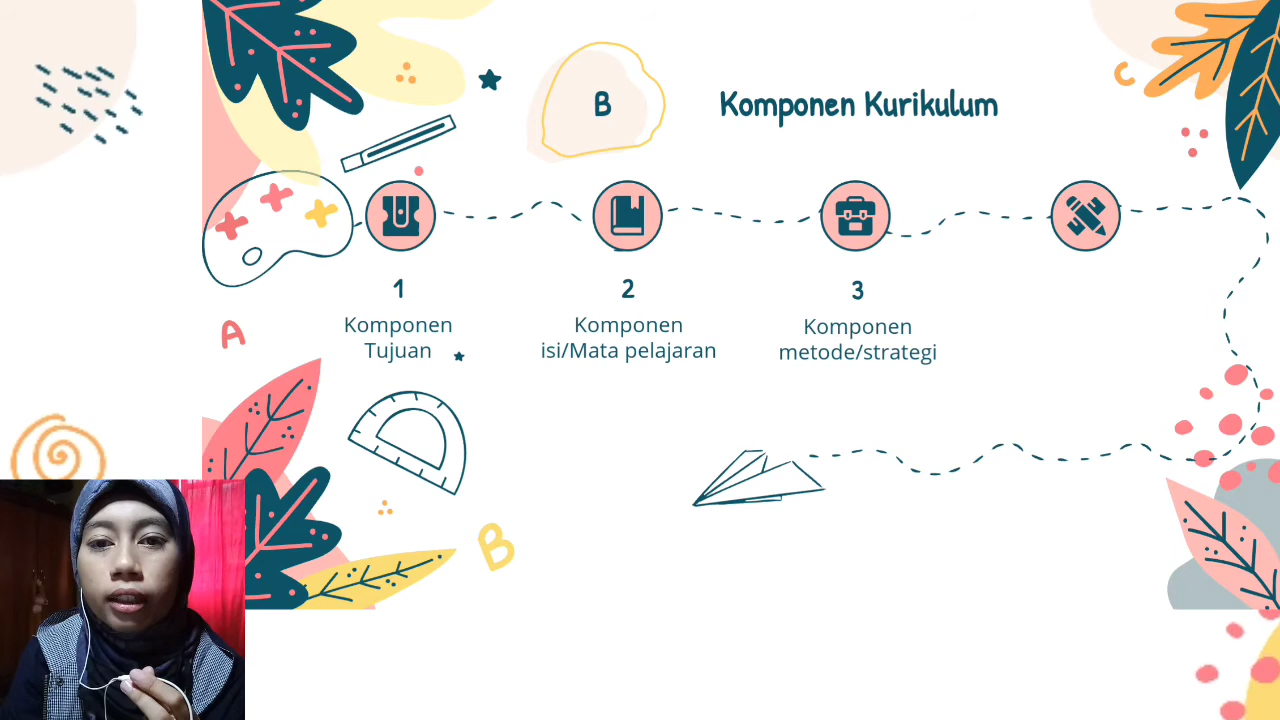 B
Komponen Kurikulum
C
1
Komponen
Tujuan
2
Komponen
isi/Mata pelajaran
3
Komponen
metode/strategi
A
B